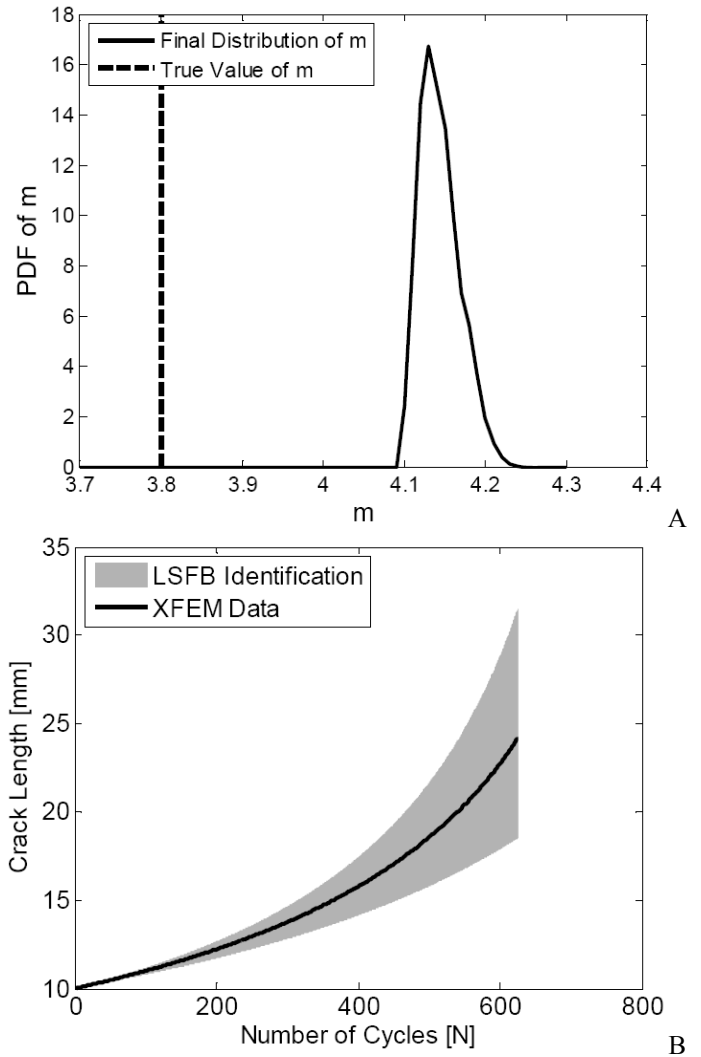 18
16
14
12
10
8
6
4
2
0
PDF of m
Final Distribution of m
True Value of m
3.7 3.8 3.9 4 4.1 4.2 4.3 4.4
m
A
35
30
25
20
15
10
Crack Length [mm]
LSFB Identification
XFEM Data
0 200 400 600 800
Number of Cycles [N]
B